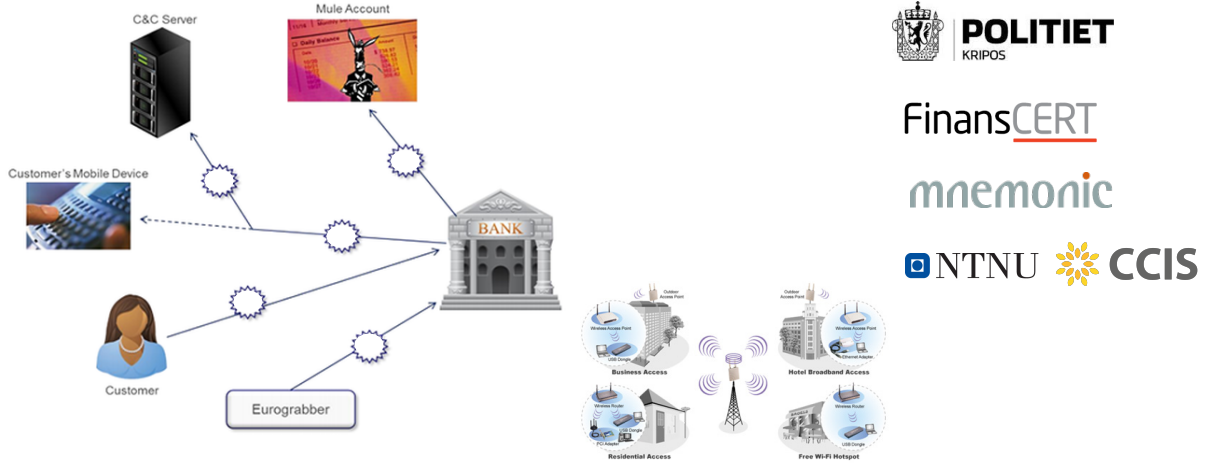 C&C Server
Mule Account
Daily Balance
Customer's Mobile Device
BANK
Customer
Eurograbber
Outdoor
Access Point
Wireless Access Point
USB Dongle
Business Access
Outdoor
Access Point
Wireless Access Point
Ethernet Adapter
Hotel Broadband Access
Wireless Router
USB Dongle
PCI Adapter
Residential Access
Wireless Router
USB Dongle
Free Wi-Fi Hotspot
POLITIET
KRIPOS
FinansCERT
mnemonic
NTNU
CCIS